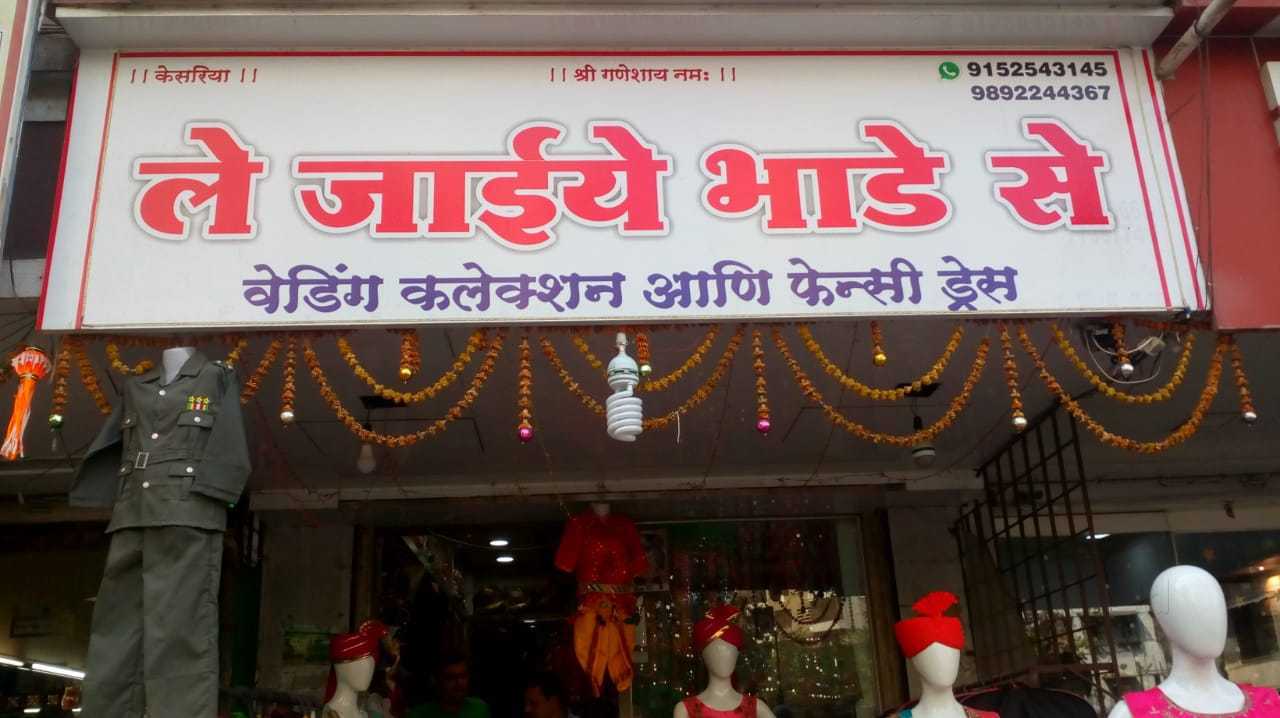 ।। केसरिया ।।
।। श्री गणेशाय नमः ।।
9152543145
9892244367
ले जाईये भाडे से
वेडिंग कलेक्शन आणि फेन्सी ड्रेस